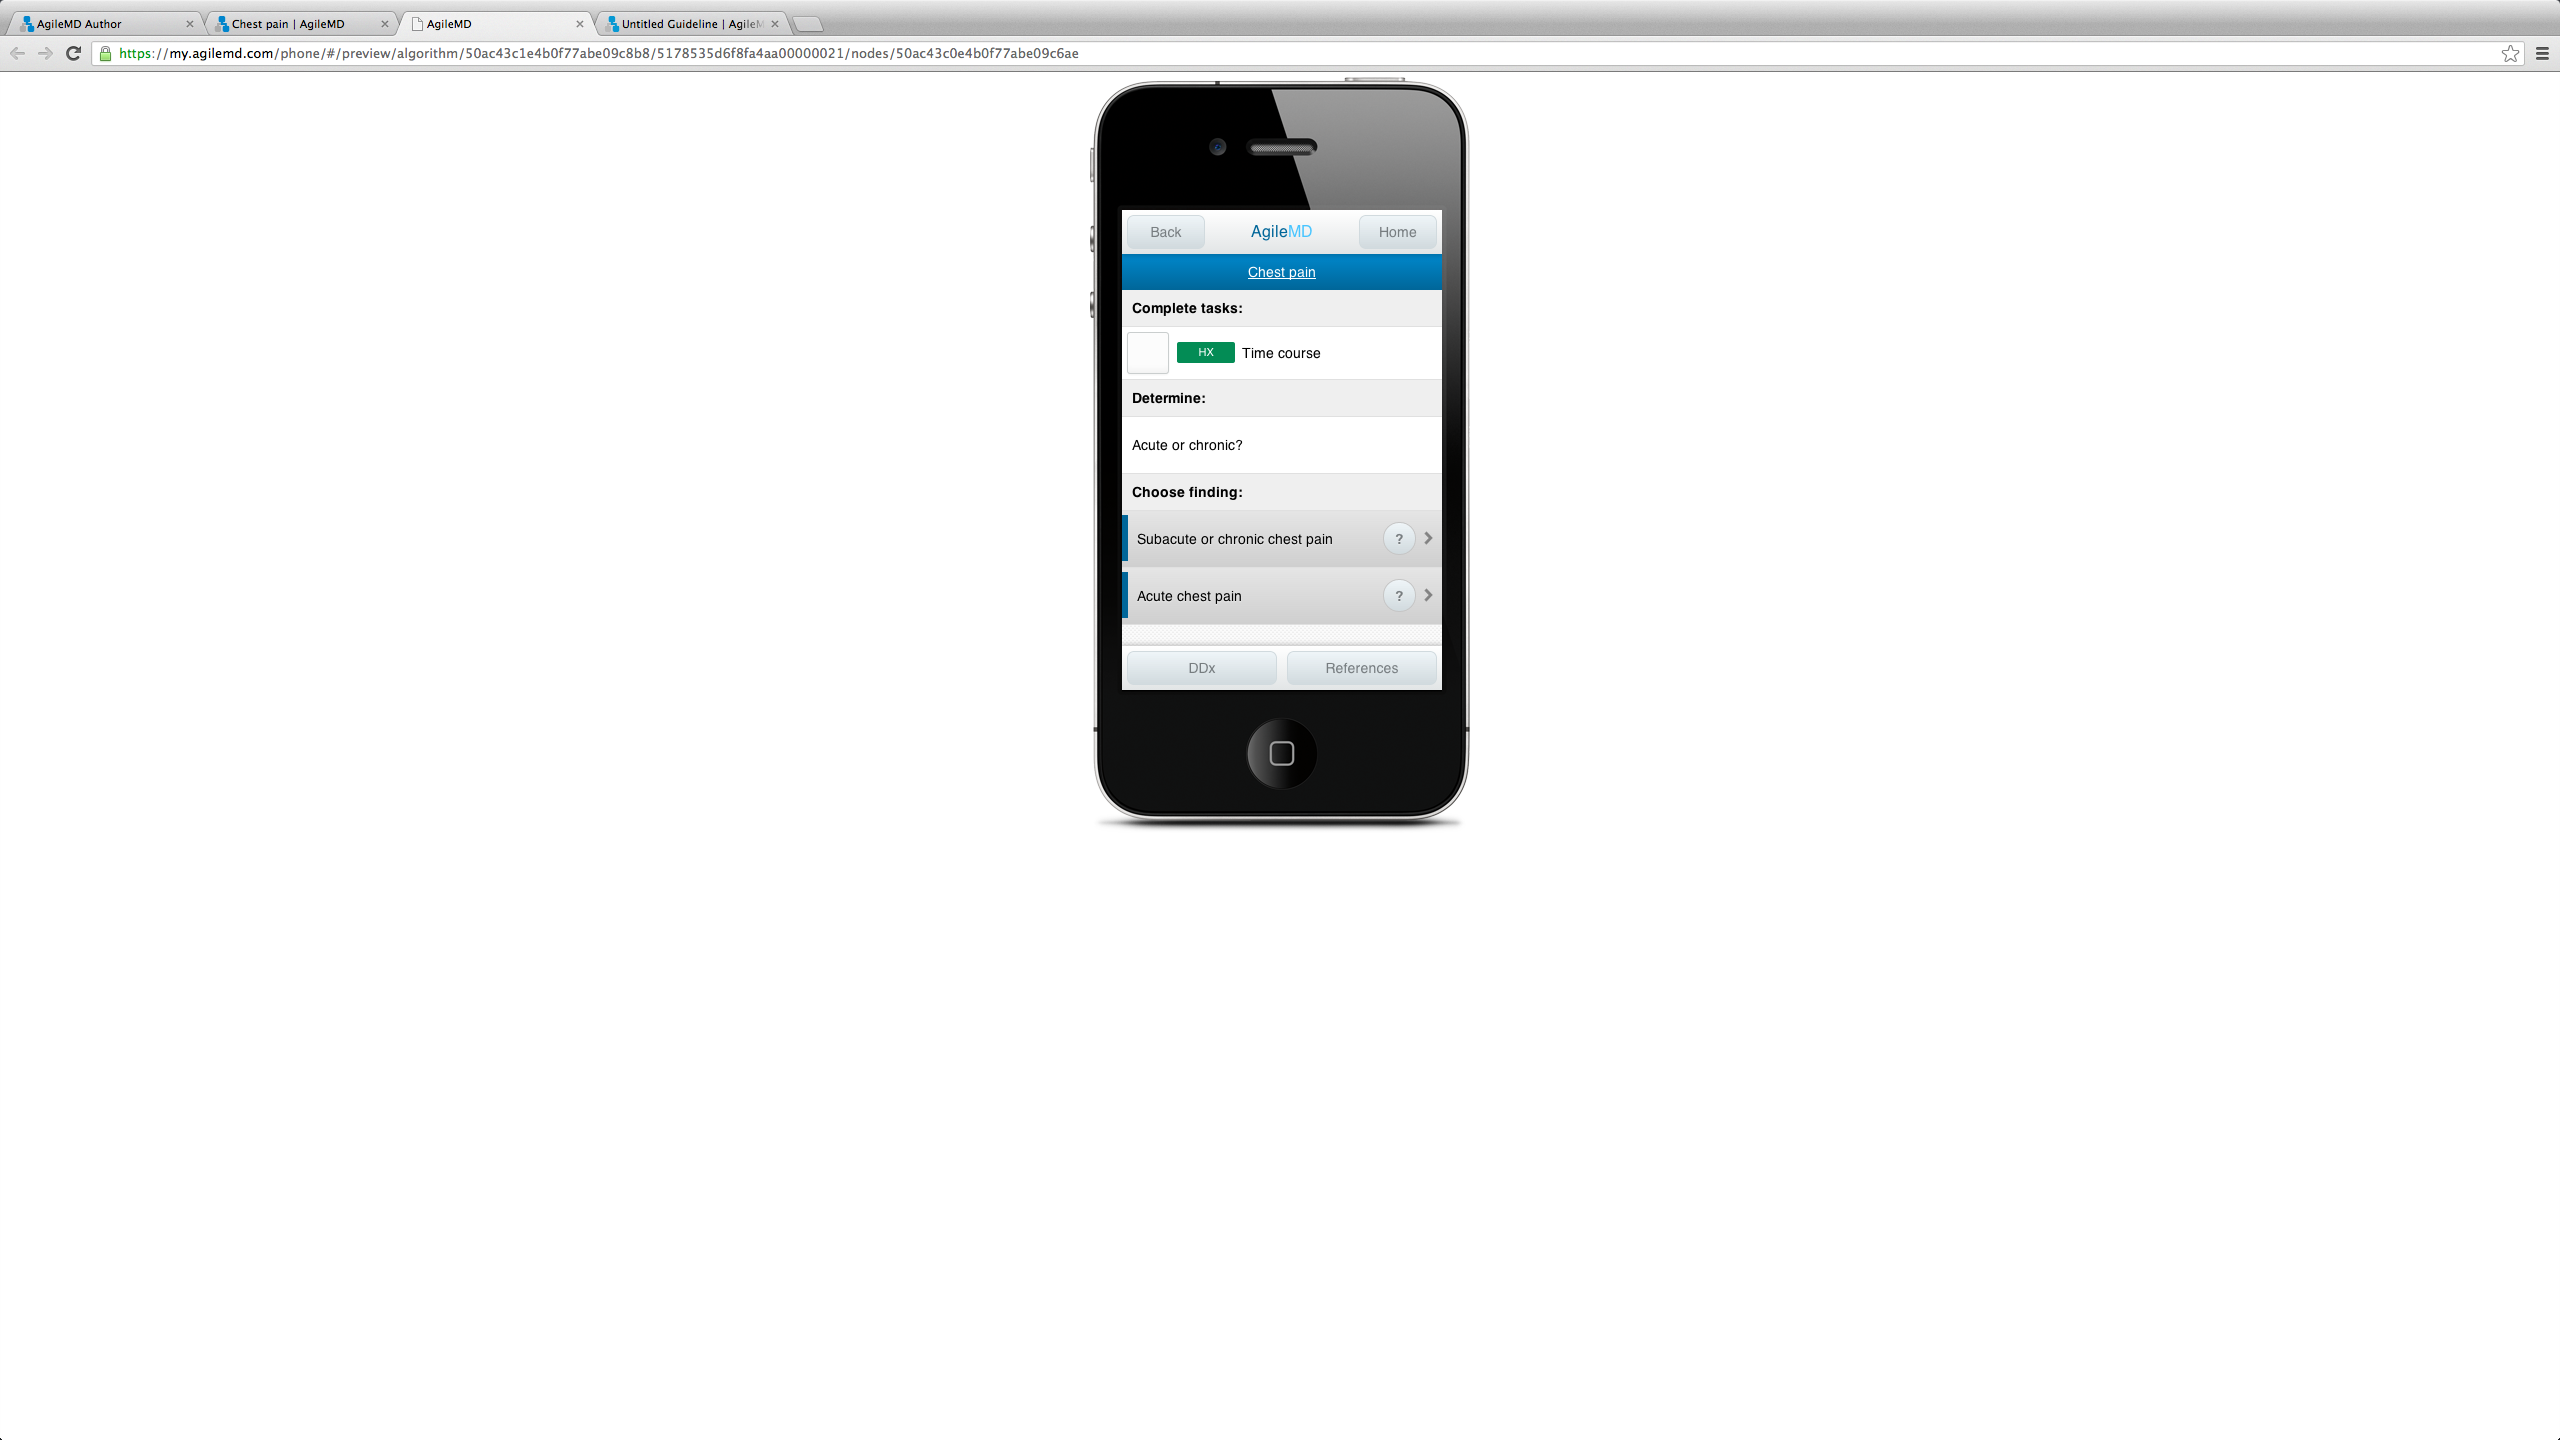 AgileMD Author
Chest pain | AgileMD
AgileMD
Untitled Guideline | AgileM
https://my.agilemd.com/phone/#/preview/algorithm/50ac43c1e4b0f77abe09c8b8/5178535d6f8fa4aa00000021/nodes/50ac43c0e4b0f77abe09c6ae
Back
AgileMD
Home
Chest pain
Complete tasks:
HX Time course
Determine:
Acute or chronic?
Choose finding:
Subacute or chronic chest pain ?
Acute chest pain ?
DDx
References